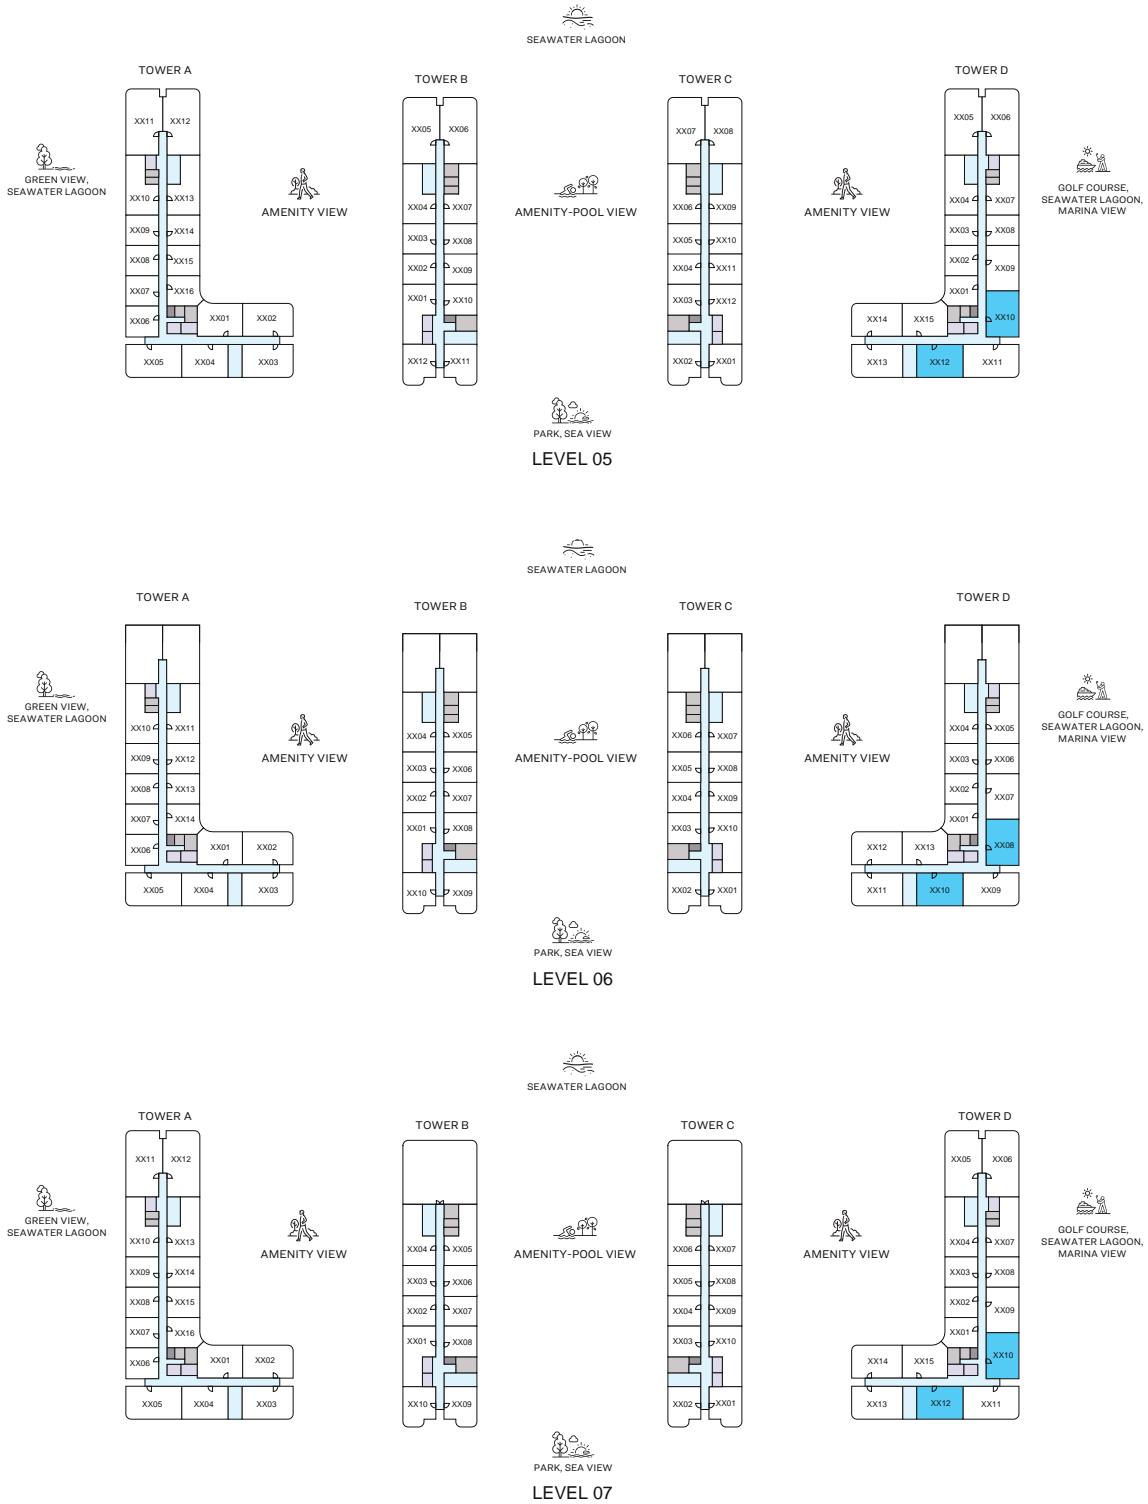 SEAWATER LAGOON
TOWER A
TOWER B
TOWER C
TOWER D
XX11 XX12
XX05 XX06
XX07 XX08
XX05 XX06
GREEN VIEW,
SEAWATER LAGOON
AMENITY VIEW
AMENITY-POOL VIEW
AMENITY VIEW
GOLF COURSE,
SEAWATER LAGOON,
MARINA VIEW
XX10 XX13
XX04 XX07
XX06 XX09
XX04 XX07
XX09 XX14
XX03 XX08
XX05 XX10
XX03 XX08
XX08 XX15
XX02 XX09
XX04 XX11
XX02 XX09
XX07 XX16
XX01 XX10
XX03 XX12
XX01
XX06 XX01 XX02
XX14 XX15 XX10
XX05 XX04 XX03
XX12 XX11
XX02 XX01
XX13 XX12 XX11
PARK, SEA VIEW
LEVEL 05
SEAWATER LAGOON
TOWER A
TOWER B
TOWER C
TOWER D
GREEN VIEW,
SEAWATER LAGOON
AMENITY VIEW
AMENITY-POOL VIEW
AMENITY VIEW
GOLF COURSE,
SEAWATER LAGOON,
MARINA VIEW
XX10 XX11
XX04 XX05
XX06 XX07
XX04 XX05
XX09 XX12
XX03 XX06
XX05 XX08
XX03 XX06
XX08 XX13
XX02 XX07
XX04 XX09
XX02 XX07
XX07 XX14
XX01 XX08
XX03 XX10
XX01
XX06 XX01 XX02
XX12 XX13 XX08
XX05 XX04 XX03
XX10 XX09
XX02 XX01
XX11 XX10 XX09
PARK, SEA VIEW
LEVEL 06
SEAWATER LAGOON
TOWER A
TOWER B
TOWER C
TOWER D
XX11 XX12
XX05 XX06
GREEN VIEW,
SEAWATER LAGOON
AMENITY VIEW
AMENITY-POOL VIEW
AMENITY VIEW
GOLF COURSE,
SEAWATER LAGOON,
MARINA VIEW
XX10 XX13
XX04 XX05
XX06 XX07
XX04 XX07
XX09 XX14
XX03 XX06
XX05 XX08
XX03 XX08
XX08 XX15
XX02 XX07
XX04 XX09
XX02 XX09
XX07 XX16
XX01 XX08
XX03 XX10
XX01
XX06 XX01 XX02
XX14 XX15 XX10
XX05 XX04 XX03
XX10 XX09
XX02 XX01
XX13 XX12 XX11
PARK, SEA VIEW
LEVEL 07